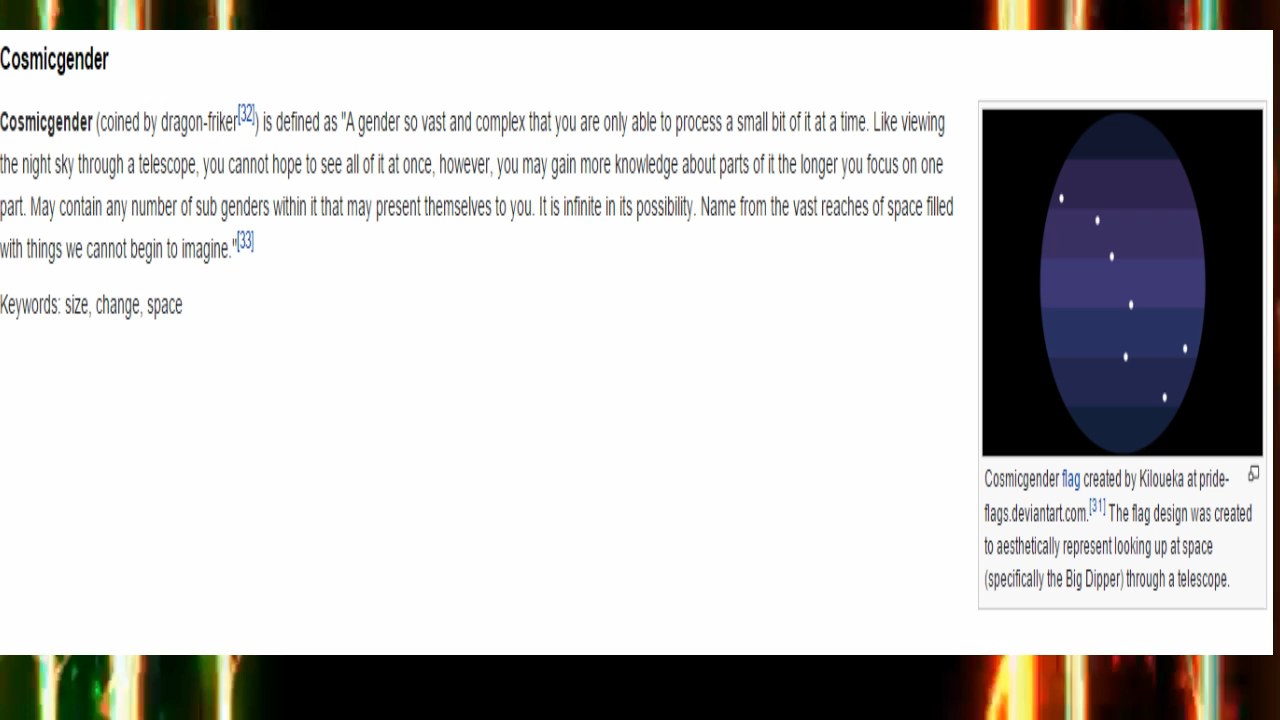 Cosmicgender
Cosmicgender (coined by dragon-friker[32]) is defined as "A gender so vast and complex that you are only able to process a small bit of it at a time. Like viewing
the night sky through a telescope, you cannot hope to see all of it at once, however, you may gain more knowledge about parts of it the longer you focus on one
part. May contain any number of sub genders within it that may present themselves to you. It is infinite in its possibility. Name from the vast reaches of space filled
with things we cannot begin to imagine."[33]
Keywords: size, change, space
Cosmicgender flag created by Kiloueka at pride-
flags.deviantart.com.[31] The flag design was created
to aesthetically represent looking up at space
(specifically the Big Dipper) through a telescope.